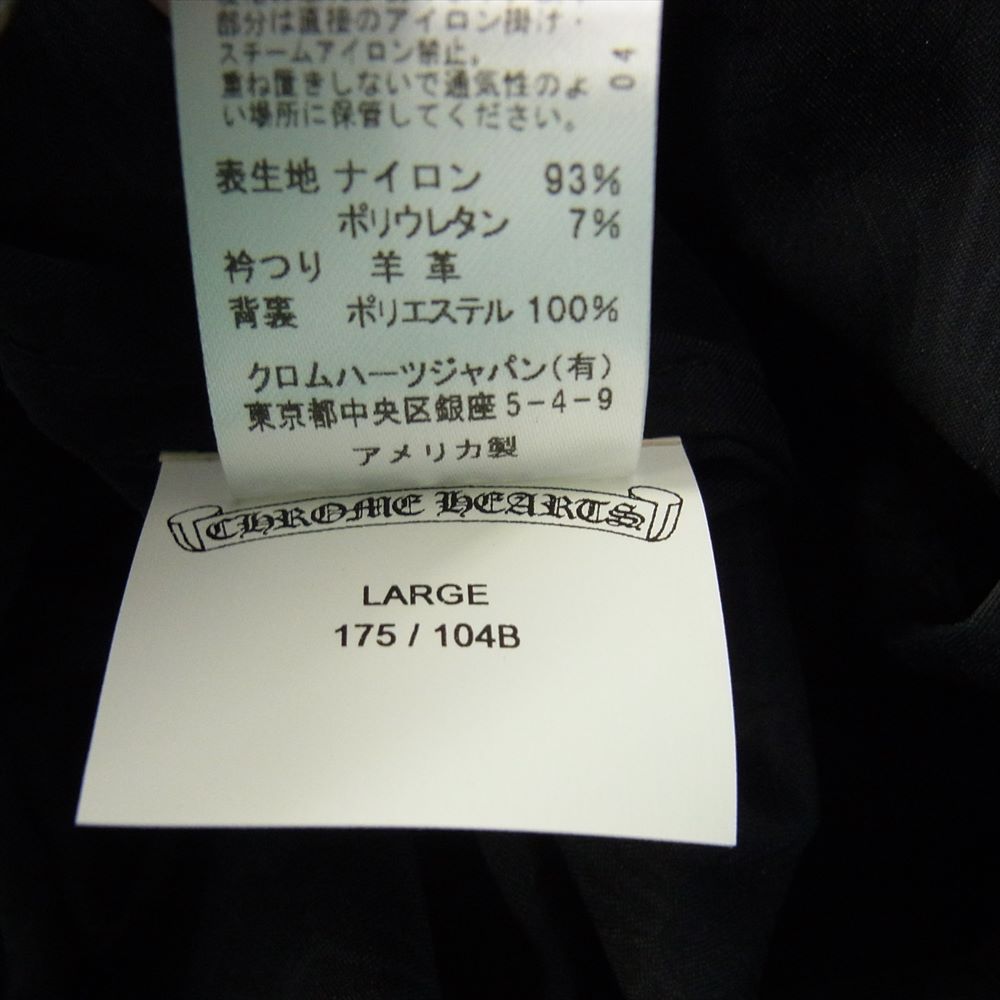 部分は直接のアイロン掛け・
スチームアイロン禁止。
重ね置きしないで通気性のよ
い場所に保管してください。
04
表生地 ナイロン 93%
ポリウレタン 7%
衿つり 羊革
背裏 ポリエステル 100%
クロムハーツジャパン(有)
東京都中央区銀座5-4-9
アメリカ製
CHROME HEARTS
LARGE
175 / 104B